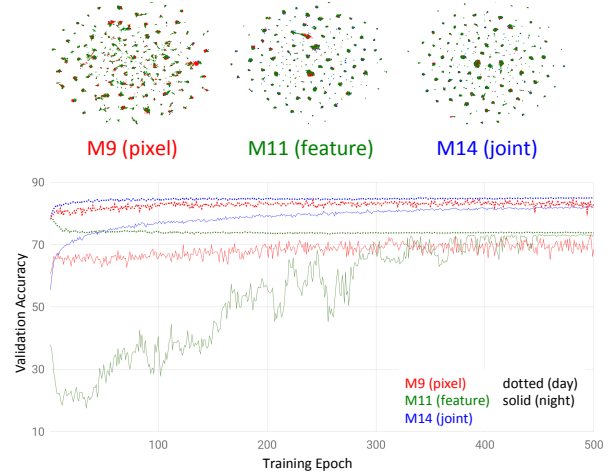 M9 (pixel) M11 (feature) M14 (joint)
90
70
50
30
10
Validation Accuracy
M9 (pixel) dotted (day)
M11 (feature) solid (night)
M14 (joint)
100 200 300 400 500
Training Epoch